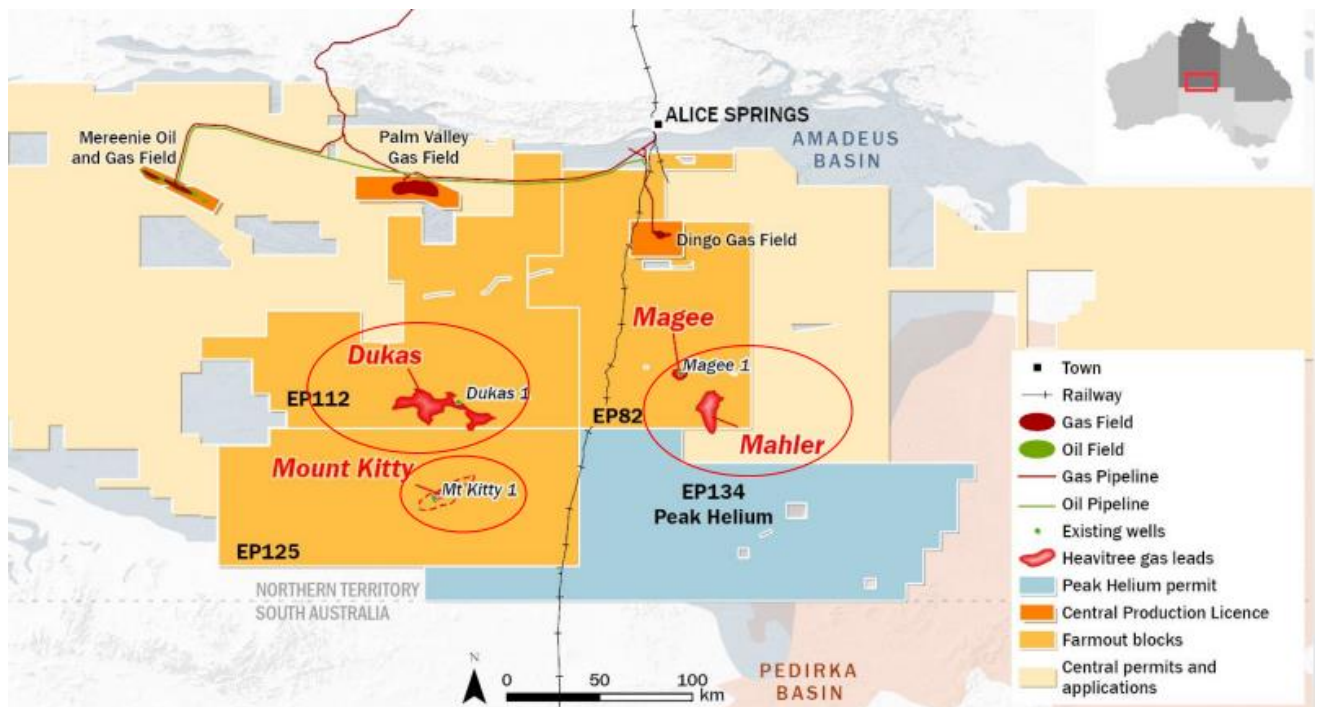 ALICE SPRINGS
AMADEUS
BASIN
Mereenie Oil
and Gas Field
Palm Valley
Gas Field
Dingo Gas Field
Magee
Magee 1
Dukas
Dukas 1
EP112
EP82
Mahler
Mount Kitty
Mt Kitty 1
EP134
Peak Helium
EP125
NORTHERN TERRITORY
SOUTH AUSTRALIA
PEDIRKA
BASIN
N
0 50 100
km
Town
Railway
Gas Field
Oil Field
Gas Pipeline
Oil Pipeline
Existing wells
Heavitree gas leads
Peak Helium permit
Central Production Licence
Farmout blocks
Central permits and
applications